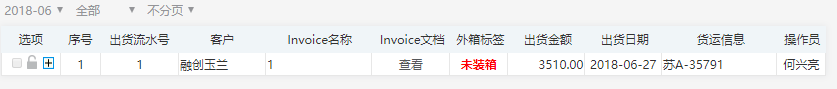 2018-06 全部 不分页
选项 序号 出货流水号 客户 Invoice名称 Invoice文档 外箱标签 出货金额 出货日期 货运信息 操作员
1 1 融创玉兰 1 查看 未装箱 3510.00 2018-06-27 苏A-35791 何兴亮